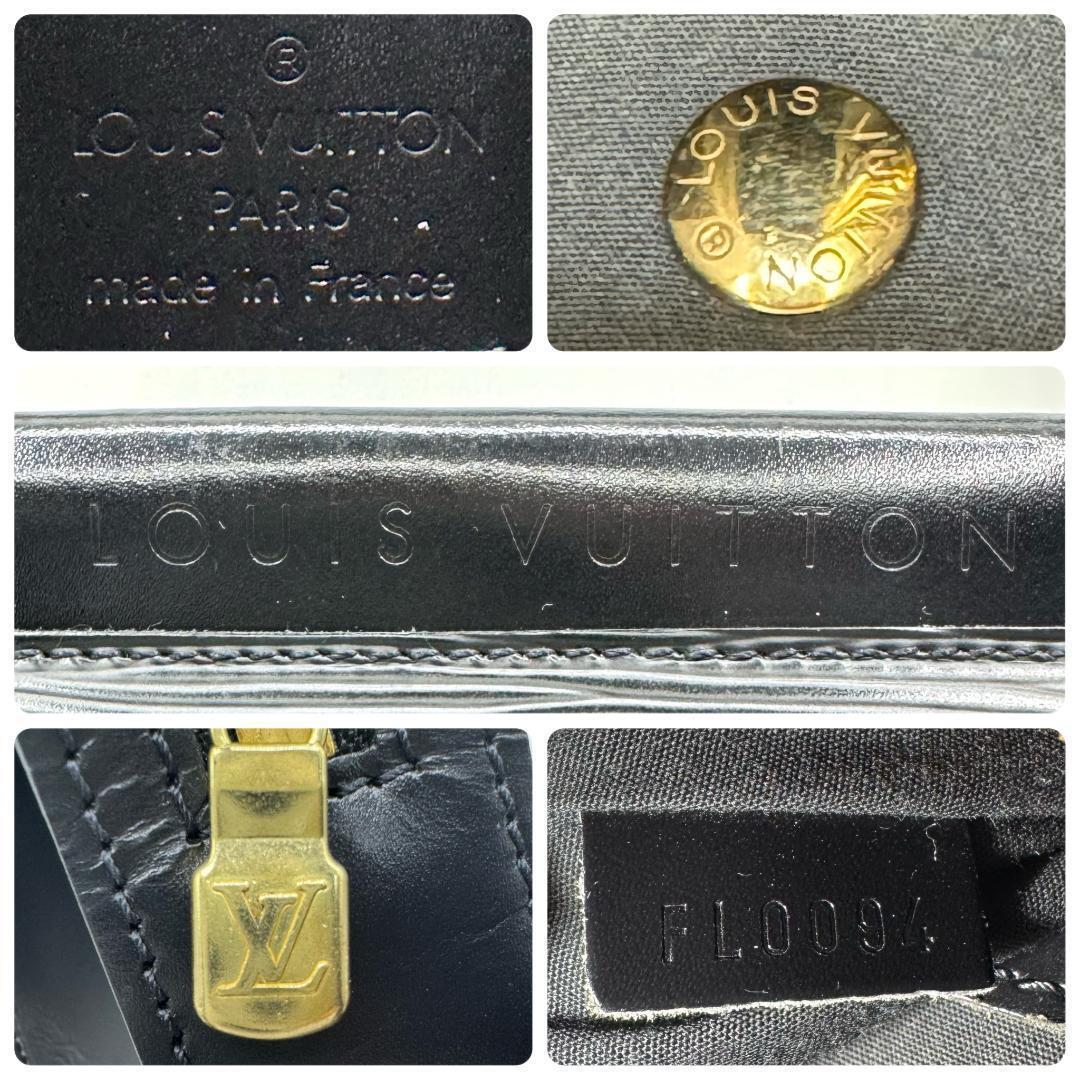 ®
LOUIS VUITTON
PARIS
made in France
® LOUIS VUITTON
LOUIS VUITTON
LV
FL0094